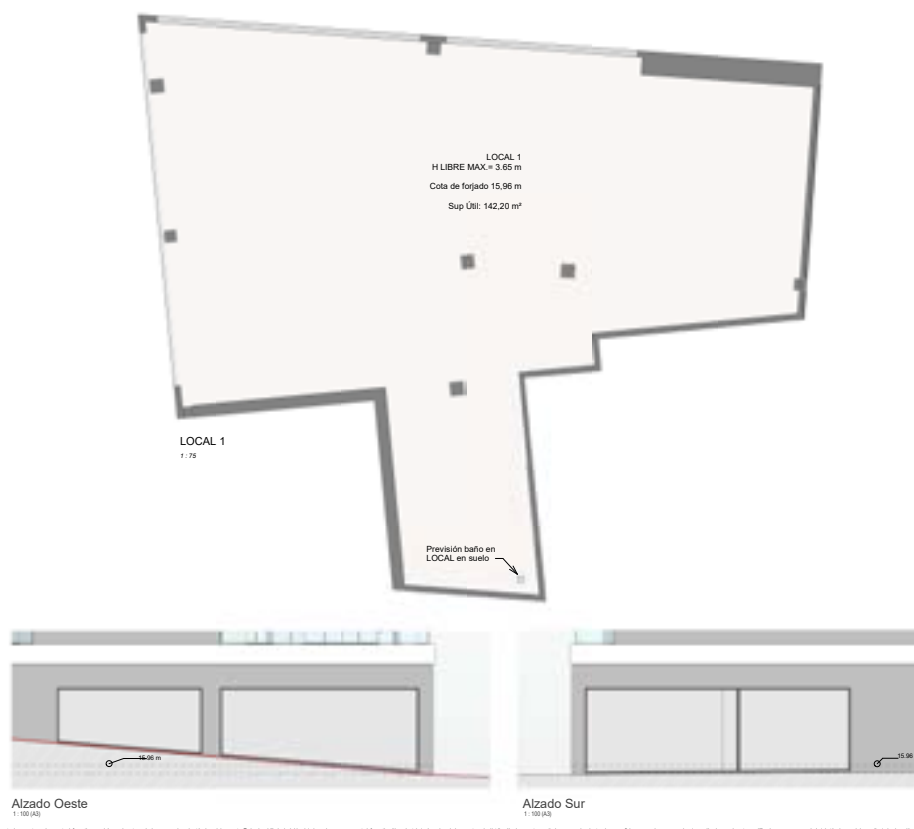 LOCAL 1
H LIBRE MAX.= 3.65 m
Cota de forjado 15,96 m
Sup Útil: 142,20 m²
LOCAL 1
1 : 75
Previsión baño en
LOCAL en suelo
15.96 m
15.96
Alzado Oeste
1 : 100 (A3)
Alzado Sur
1 : 100 (A3)